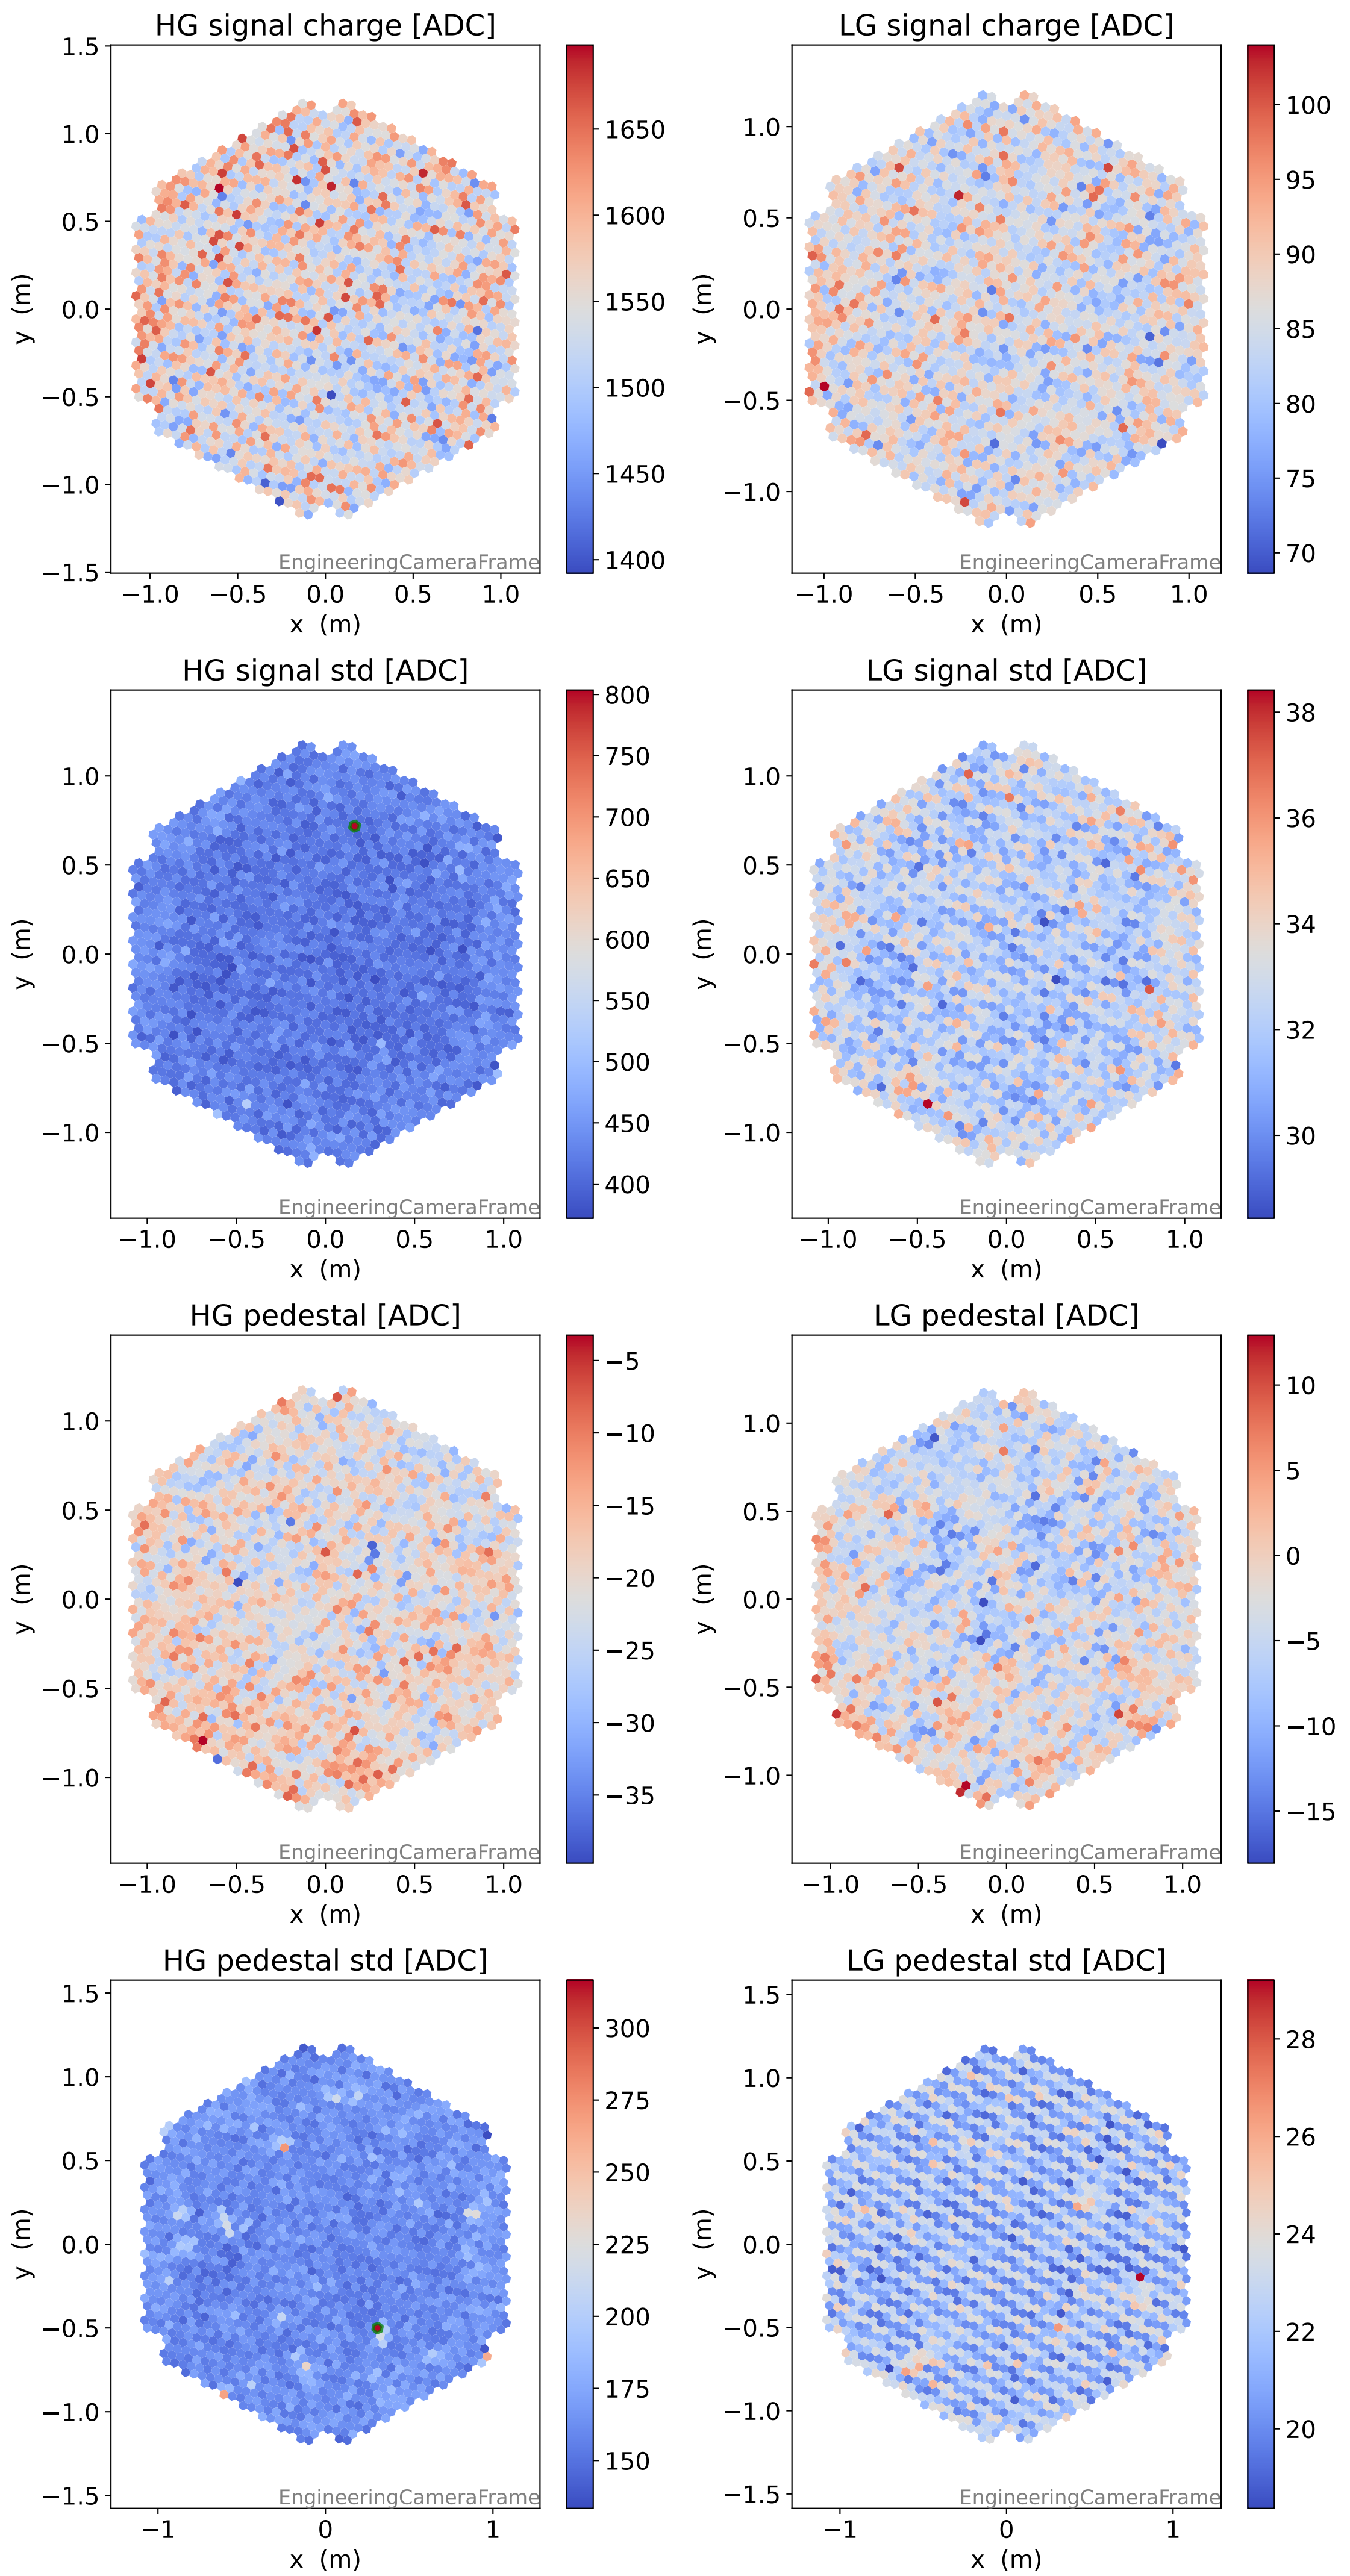 HG signal charge [ADC]
1.5
1.0
0.5
0.0
−0.5
−1.0
−1.5
y (m)
−1.0 −0.5 0.0 0.5 1.0
x (m)
EngineeringCameraFrame
1650
1600
1550
1500
1450
1400
LG signal charge [ADC]
1.0
0.5
0.0
−0.5
−1.0
y (m)
−1.0 −0.5 0.0 0.5 1.0
x (m)
EngineeringCameraFrame
100
95
90
85
80
75
70
HG signal std [ADC]
1.0
0.5
0.0
−0.5
−1.0
y (m)
−1.0 −0.5 0.0 0.5 1.0
x (m)
EngineeringCameraFrame
800
750
700
650
600
550
500
450
400
LG signal std [ADC]
1.0
0.5
0.0
−0.5
−1.0
y (m)
−1.0 −0.5 0.0 0.5 1.0
x (m)
EngineeringCameraFrame
38
36
34
32
30
HG pedestal [ADC]
1.0
0.5
0.0
−0.5
−1.0
y (m)
−1.0 −0.5 0.0 0.5 1.0
x (m)
EngineeringCameraFrame
−5
−10
−15
−20
−25
−30
−35
LG pedestal [ADC]
1.0
0.5
0.0
−0.5
−1.0
y (m)
−1.0 −0.5 0.0 0.5 1.0
x (m)
EngineeringCameraFrame
10
5
0
−5
−10
−15
HG pedestal std [ADC]
1.5
1.0
0.5
0.0
−0.5
−1.0
−1.5
y (m)
−1 0 1
x (m)
EngineeringCameraFrame
300
275
250
225
200
175
150
LG pedestal std [ADC]
1.5
1.0
0.5
0.0
−0.5
−1.0
−1.5
y (m)
−1 0 1
x (m)
EngineeringCameraFrame
28
26
24
22
20